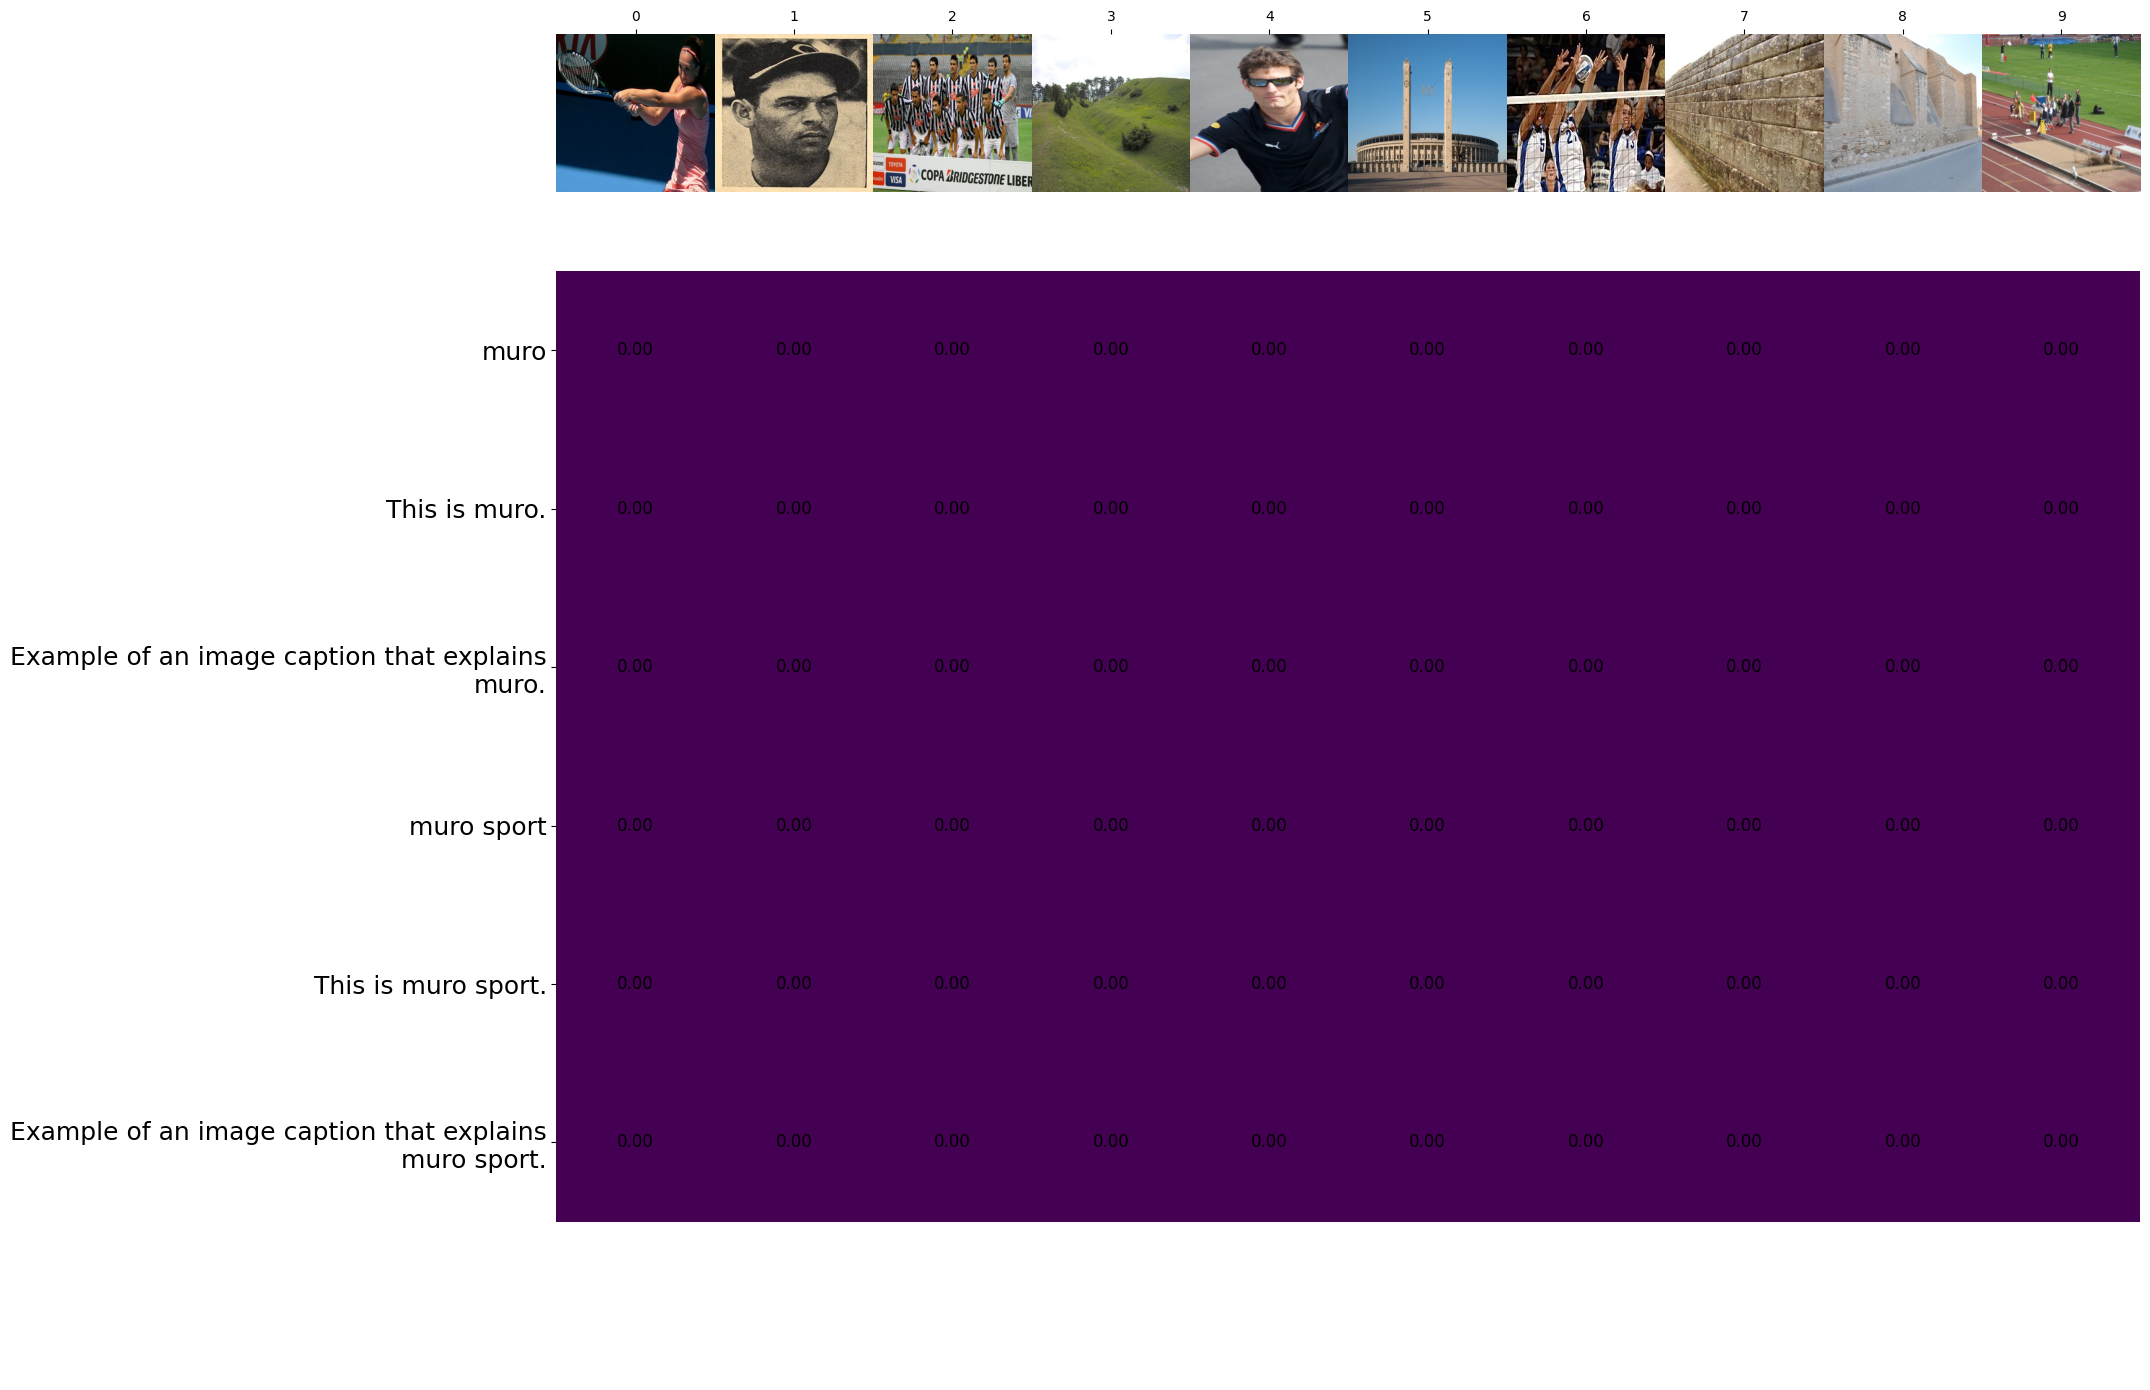 0 1 2 3 4 5 6 7 8 9
TOYOTA
VISA
COPA BRIDGESTONE LIBER
muro 0.00 0.00 0.00 0.00 0.00 0.00 0.00 0.00 0.00 0.00
This is muro. 0.00 0.00 0.00 0.00 0.00 0.00 0.00 0.00 0.00 0.00
Example of an image caption that explains
muro. 0.00 0.00 0.00 0.00 0.00 0.00 0.00 0.00 0.00 0.00
muro sport 0.00 0.00 0.00 0.00 0.00 0.00 0.00 0.00 0.00 0.00
This is muro sport. 0.00 0.00 0.00 0.00 0.00 0.00 0.00 0.00 0.00 0.00
Example of an image caption that explains
muro sport. 0.00 0.00 0.00 0.00 0.00 0.00 0.00 0.00 0.00 0.00